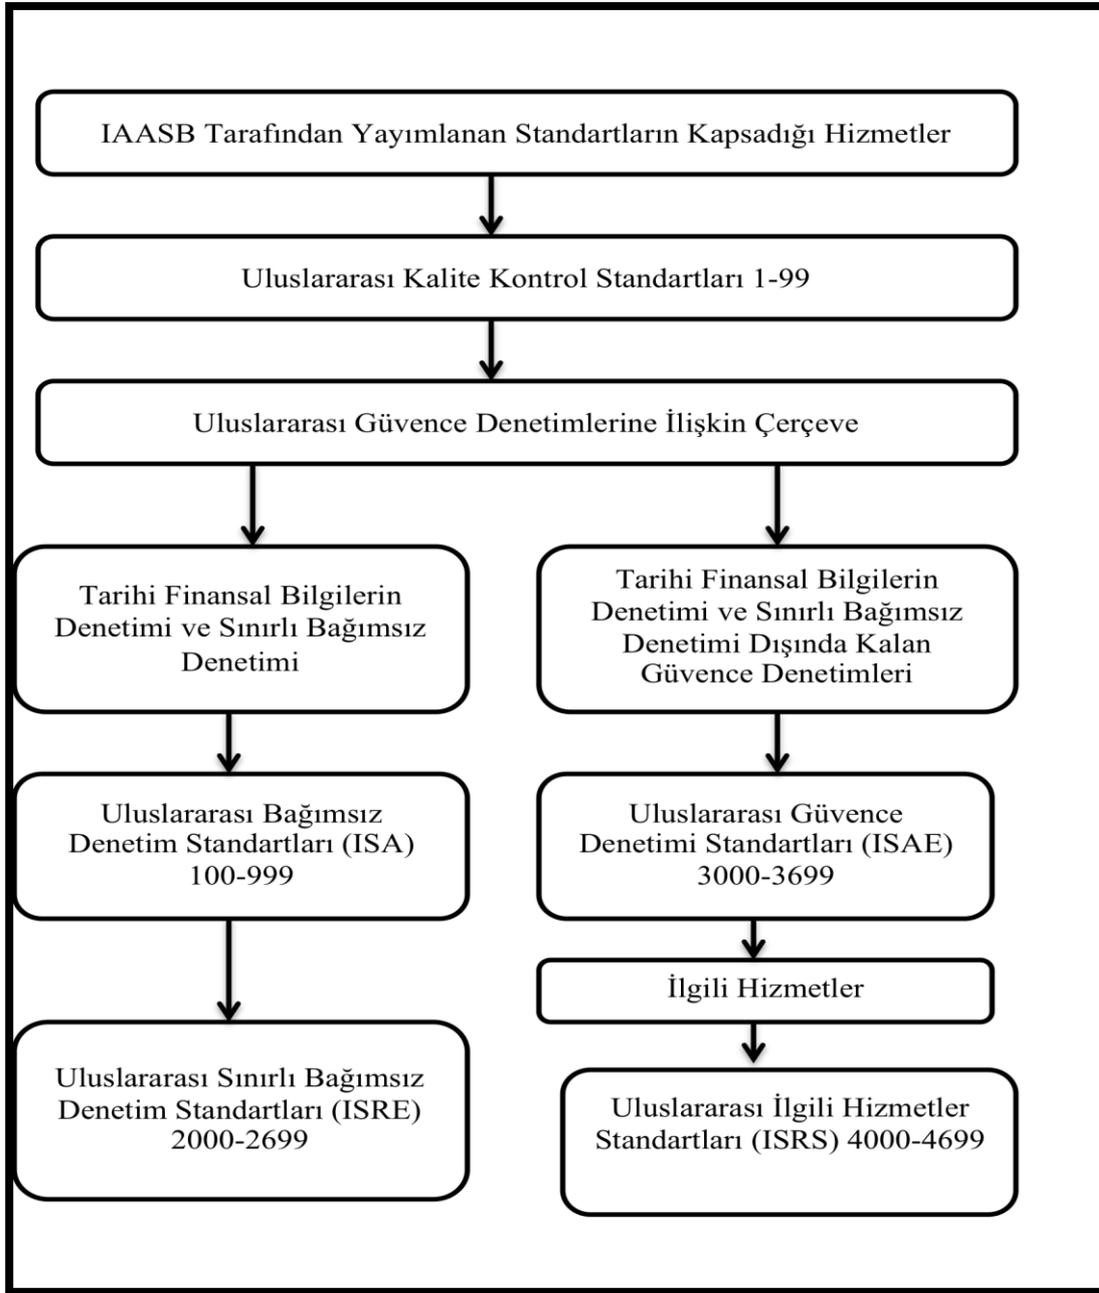 IAASB Tarafından Yayımlanan Standartların Kapsadığı Hizmetler
Uluslararası Kalite Kontrol Standartları 1-99
Uluslararası Güvence Denetimlerine İlişkin Çerçeve
Tarihi Finansal Bilgilerin
Denetimi ve Sınırlı Bağımsız
Denetimi
Tarihi Finansal Bilgilerin
Denetimi ve Sınırlı Bağımsız
Denetimi Dışında Kalan
Güvence Denetimleri
Uluslararası Bağımsız
Denetim Standartları (ISA)
100-999
Uluslararası Güvence
Denetimi Standartları (ISAE)
3000-3699
İlgili Hizmetler
Uluslararası Sınırlı Bağımsız
Denetim Standartları (ISRE)
2000-2699
Uluslararası İlgili Hizmetler
Standartları (ISRS) 4000-4699